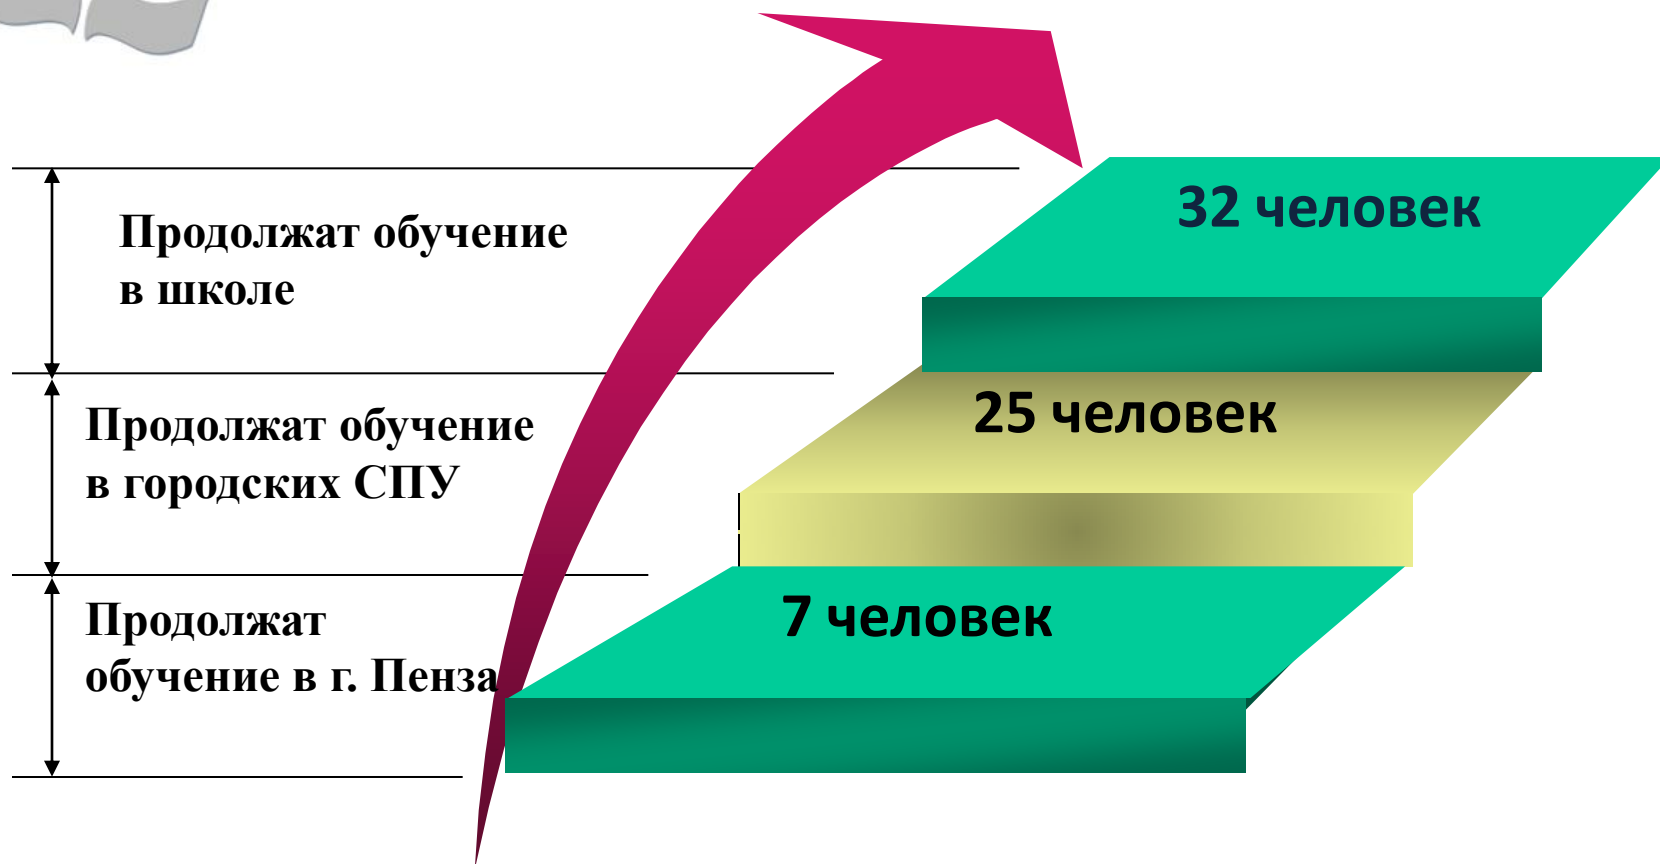 Продолжат обучение
в школе
32 человек
Продолжат обучение
в городских СПУ
25 человек
Продолжат
обучение в г. Пенза
7 человек